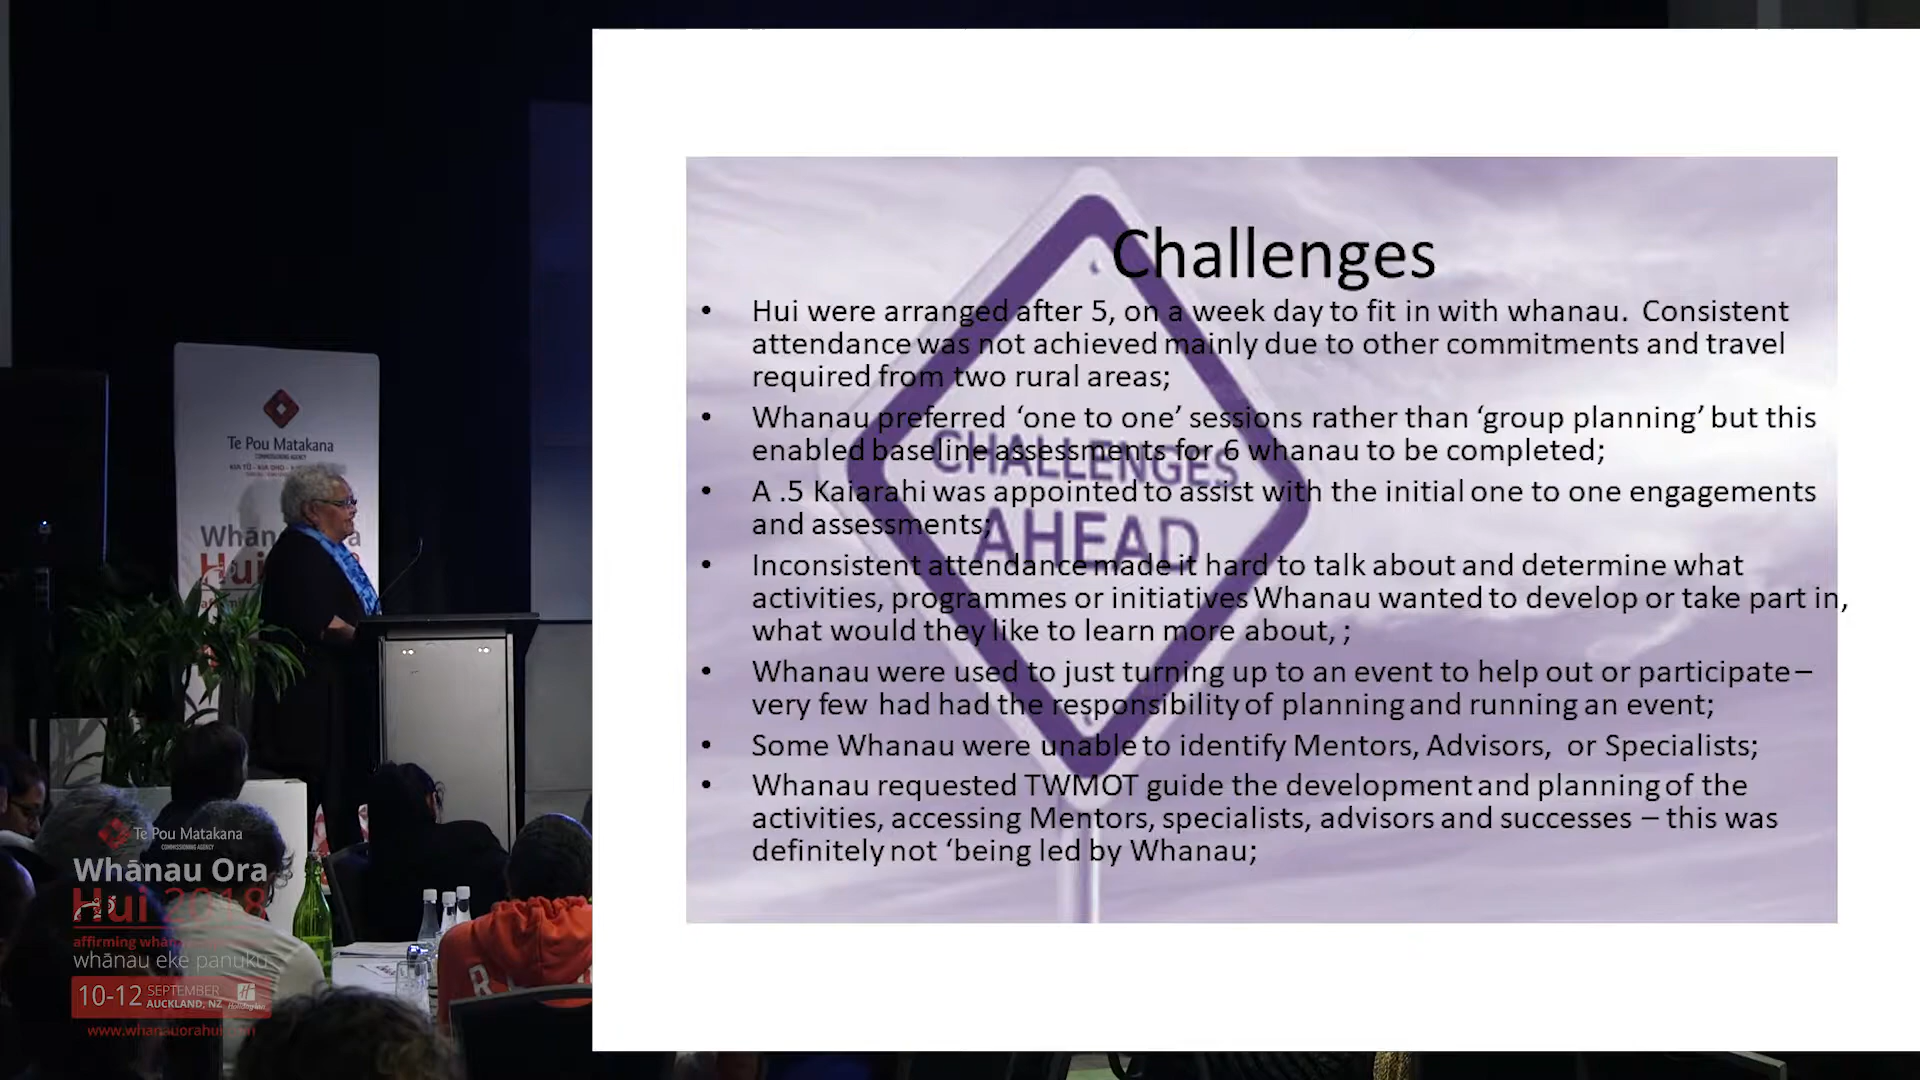 Challenges
• Hui were arranged after 5, on a week day to fit in with whanau. Consistent
attendance was not achieved mainly due to other commitments and travel
required from two rural areas;
• Whanau preferred ‘one to one’ sessions rather than ‘group planning’ but this
enabled baseline assessments for 6 whanau to be completed;
• A .5 Kaiarahi was appointed to assist with the initial one to one engagements
and assessments;
• Inconsistent attendance made it hard to talk about and determine what
activities, programmes or initiatives Whanau wanted to develop or take part in,
what would they like to learn more about, ;
• Whanau were used to just turning up to an event to help out or participate –
very few had had the responsibility of planning and running an event;
• Some Whanau were unable to identify Mentors, Advisors, or Specialists;
• Whanau requested TWMOT guide the development and planning of the
activities, accessing Mentors, specialists, advisors and successes – this was
definitely not ‘being led by Whanau;
CHALLENGES
AHEAD
Te Pou Matakana
COMMISSIONING AGENCY
Hui
Te Pou Matakana
COMMISSIONING AGENCY
Whānau Ora
Hui 2018
affirming
whānau eke panuku
10-12 SEPTEMBER
AUCKLAND, NZ
Holiday Inn